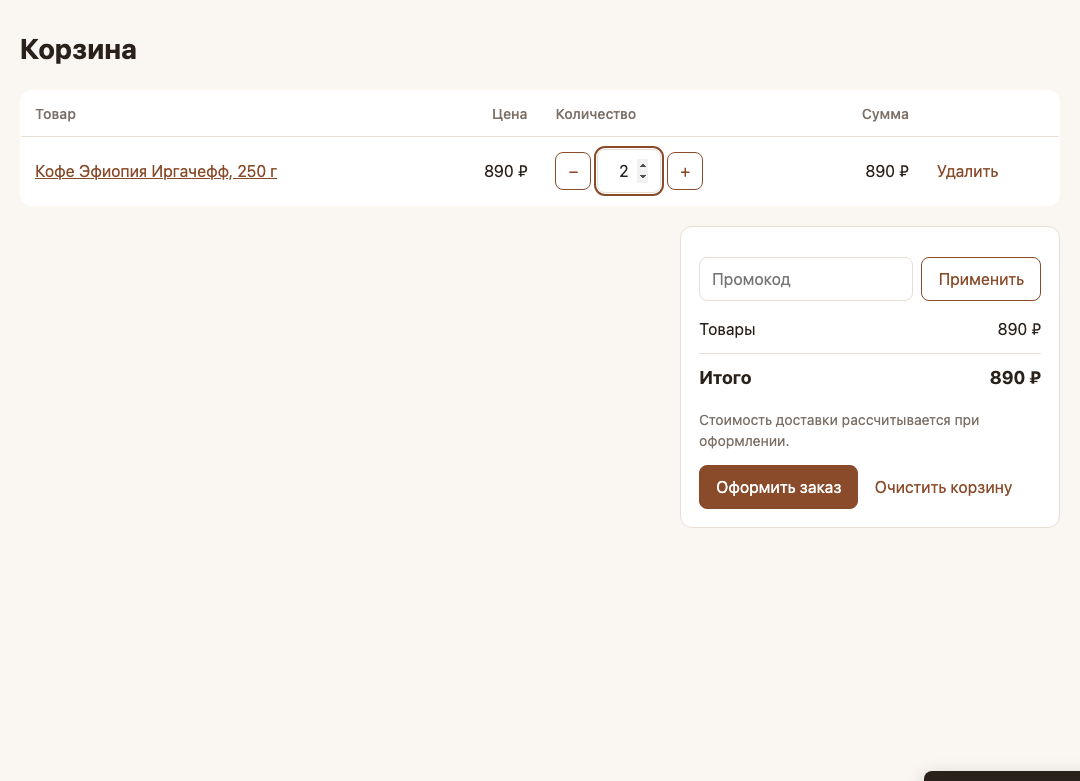 Корзина
Товар Цена Количество Сумма
Кофе Эфиопия Иргачефф, 250 г 890 ₽ − 2 + 890 ₽ Удалить
Промокод Применить
Товары 890 ₽
Итого 890 ₽
Стоимость доставки рассчитывается при
оформлении.
Оформить заказ Очистить корзину